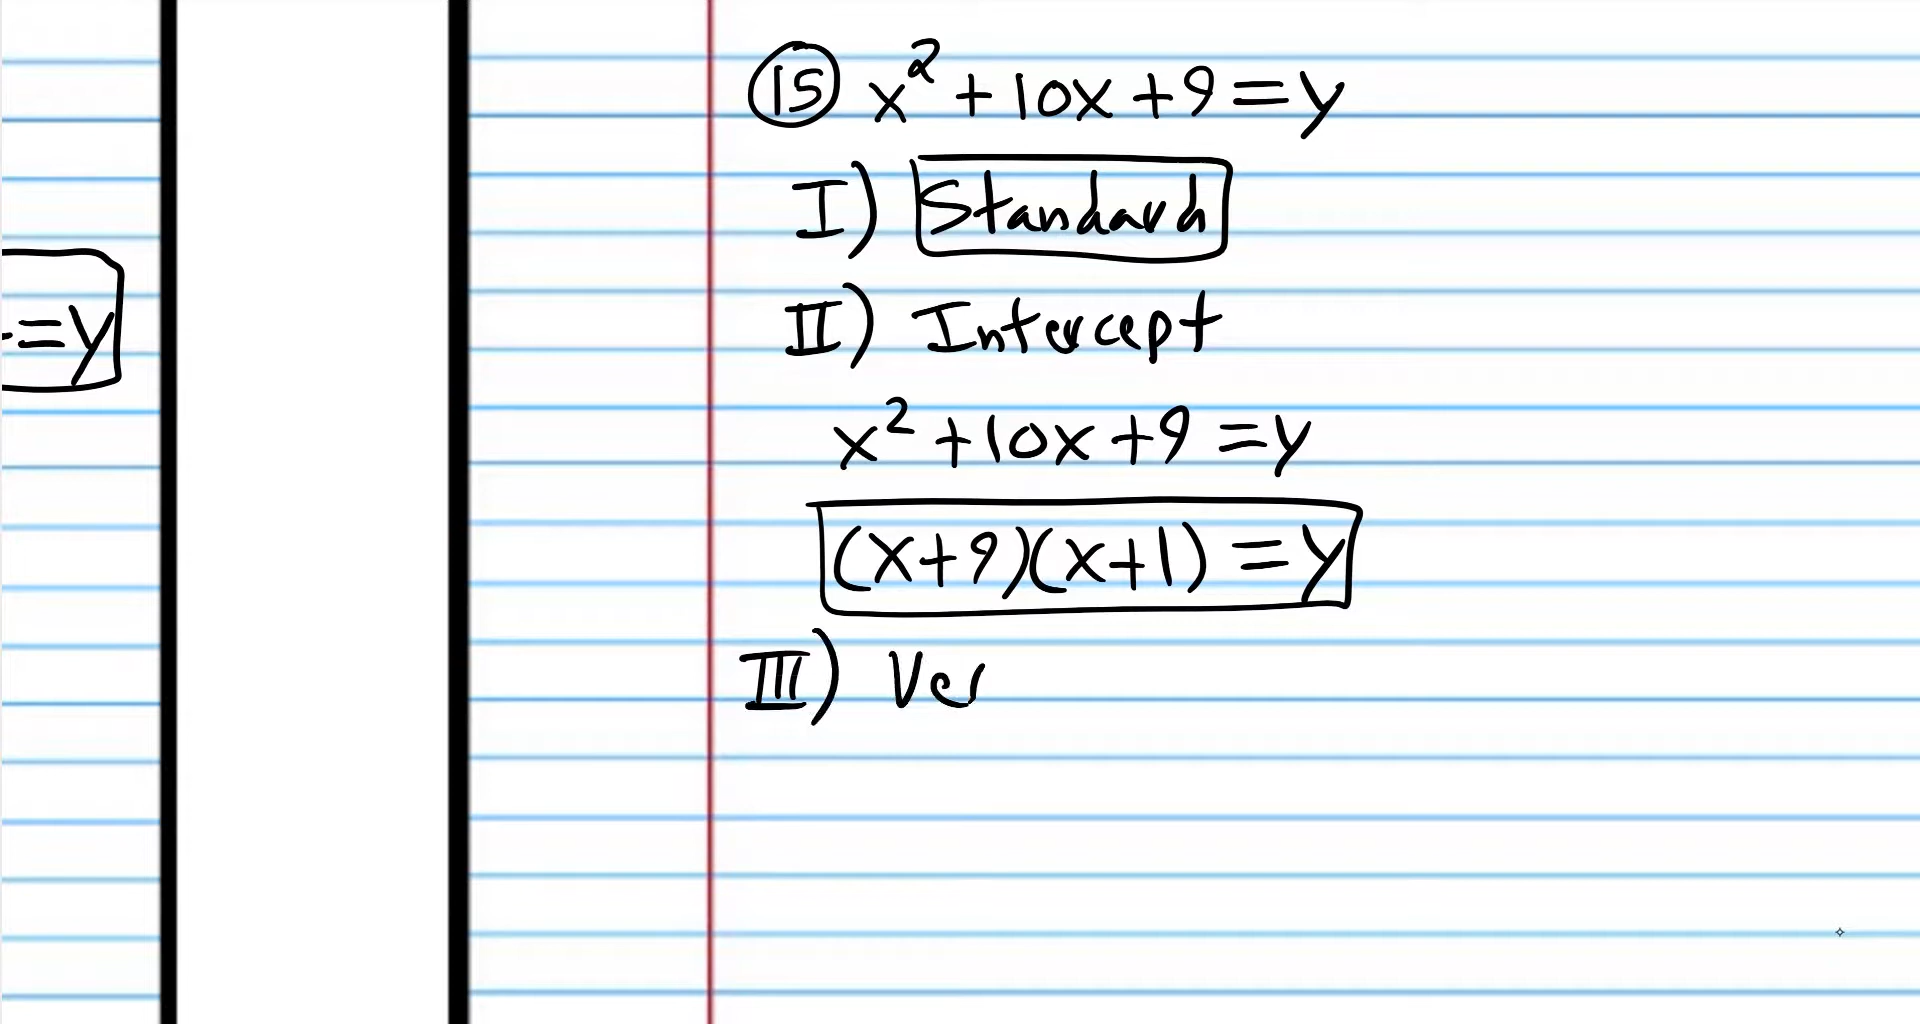 =y
⑮ x² + 10x + 9 = y
I) Standard
II) Intercept
x² + 10x + 9 = y
(x+9)(x+1) = y
III) Ver